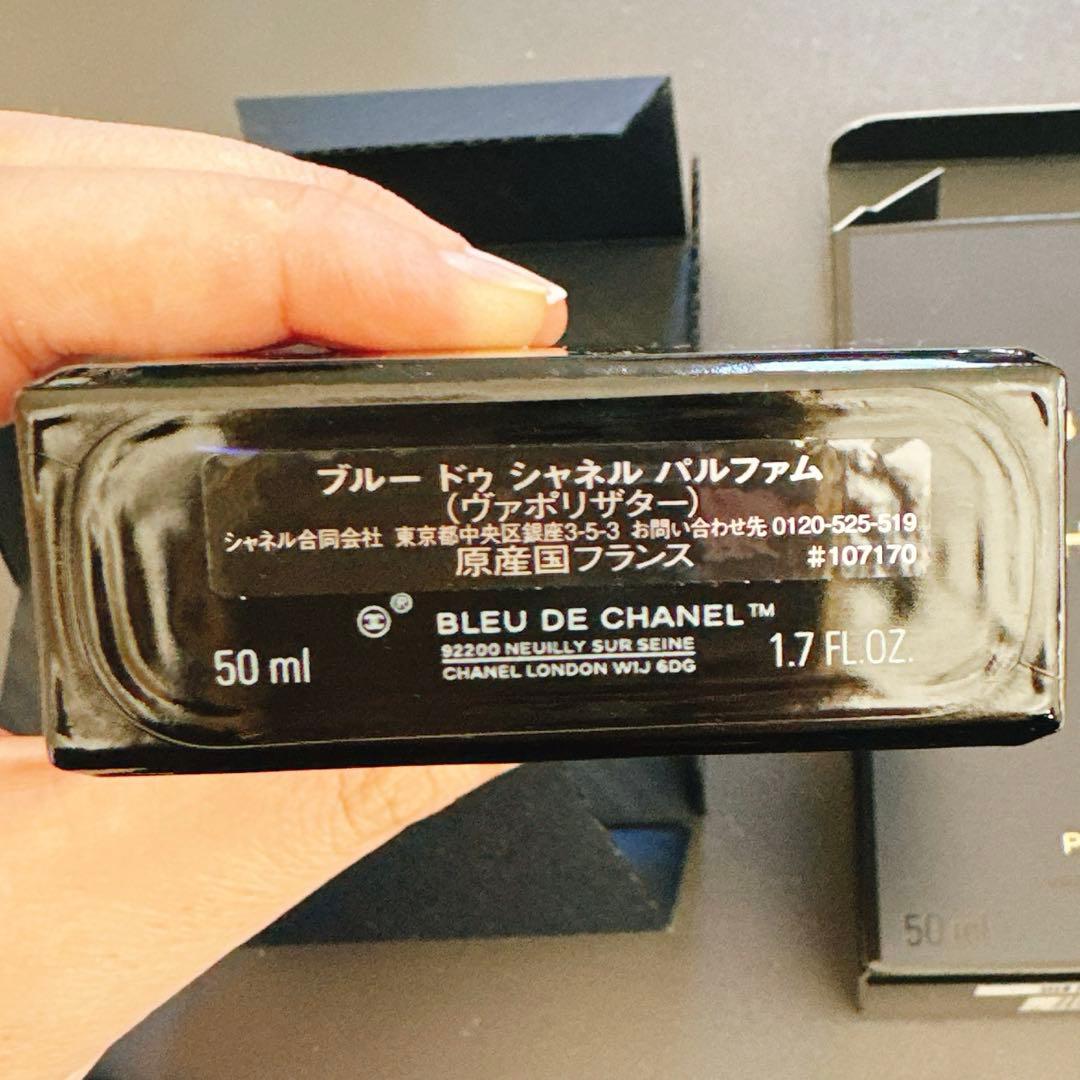 ブルー ドゥ シャネル パルファム
(ヴァポリザター)
シャネル合同会社 東京都中央区銀座3-5-3 お問い合わせ先 0120-525-519
原産国フランス #107170
®
BLEU DE CHANEL™
92200 NEUILLY SUR SEINE
CHANEL LONDON W1J 6DG
50 ml
1.7 FL.OZ.
50 ml